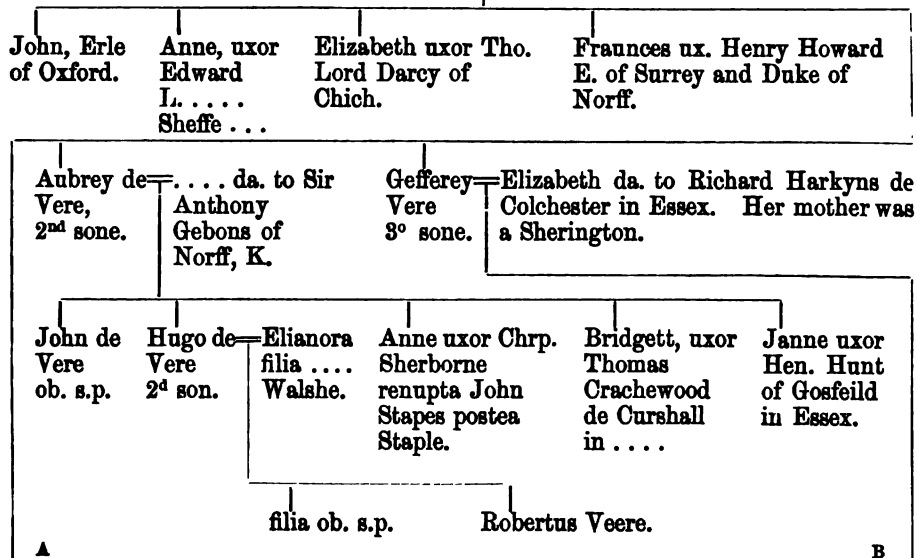 John, Erle
of Oxford.
Anne, uxor
Edward
L. . . . .
Sheffe . . .
Elizabeth uxor Tho.
Lord Darcy of
Chich.
Fraunces ux. Henry Howard
E. of Surrey and Duke of
Norff.
Aubrey de
Vere,
2nd sone.
. . . . da. to Sir
Anthony
Gebons of
Norff, K.
Gefferey
Vere
3º sone.
Elizabeth da. to Richard Harkyns de
Colchester in Essex. Her mother was
a Sherington.
John de
Vere
ob. s.p.
Hugo de
Vere
2d son.
Elianora
filia . . . .
Walshe.
Anne uxor Chrp.
Sherborne
renupta John
Stapes postea
Staple.
Bridgett, uxor
Thomas
Crachewood
de Curshall
in . . . .
Janne uxor
Hen. Hunt
of Gosfeild
in Essex.
filia ob. s.p.
Robertus Veere.
A
B